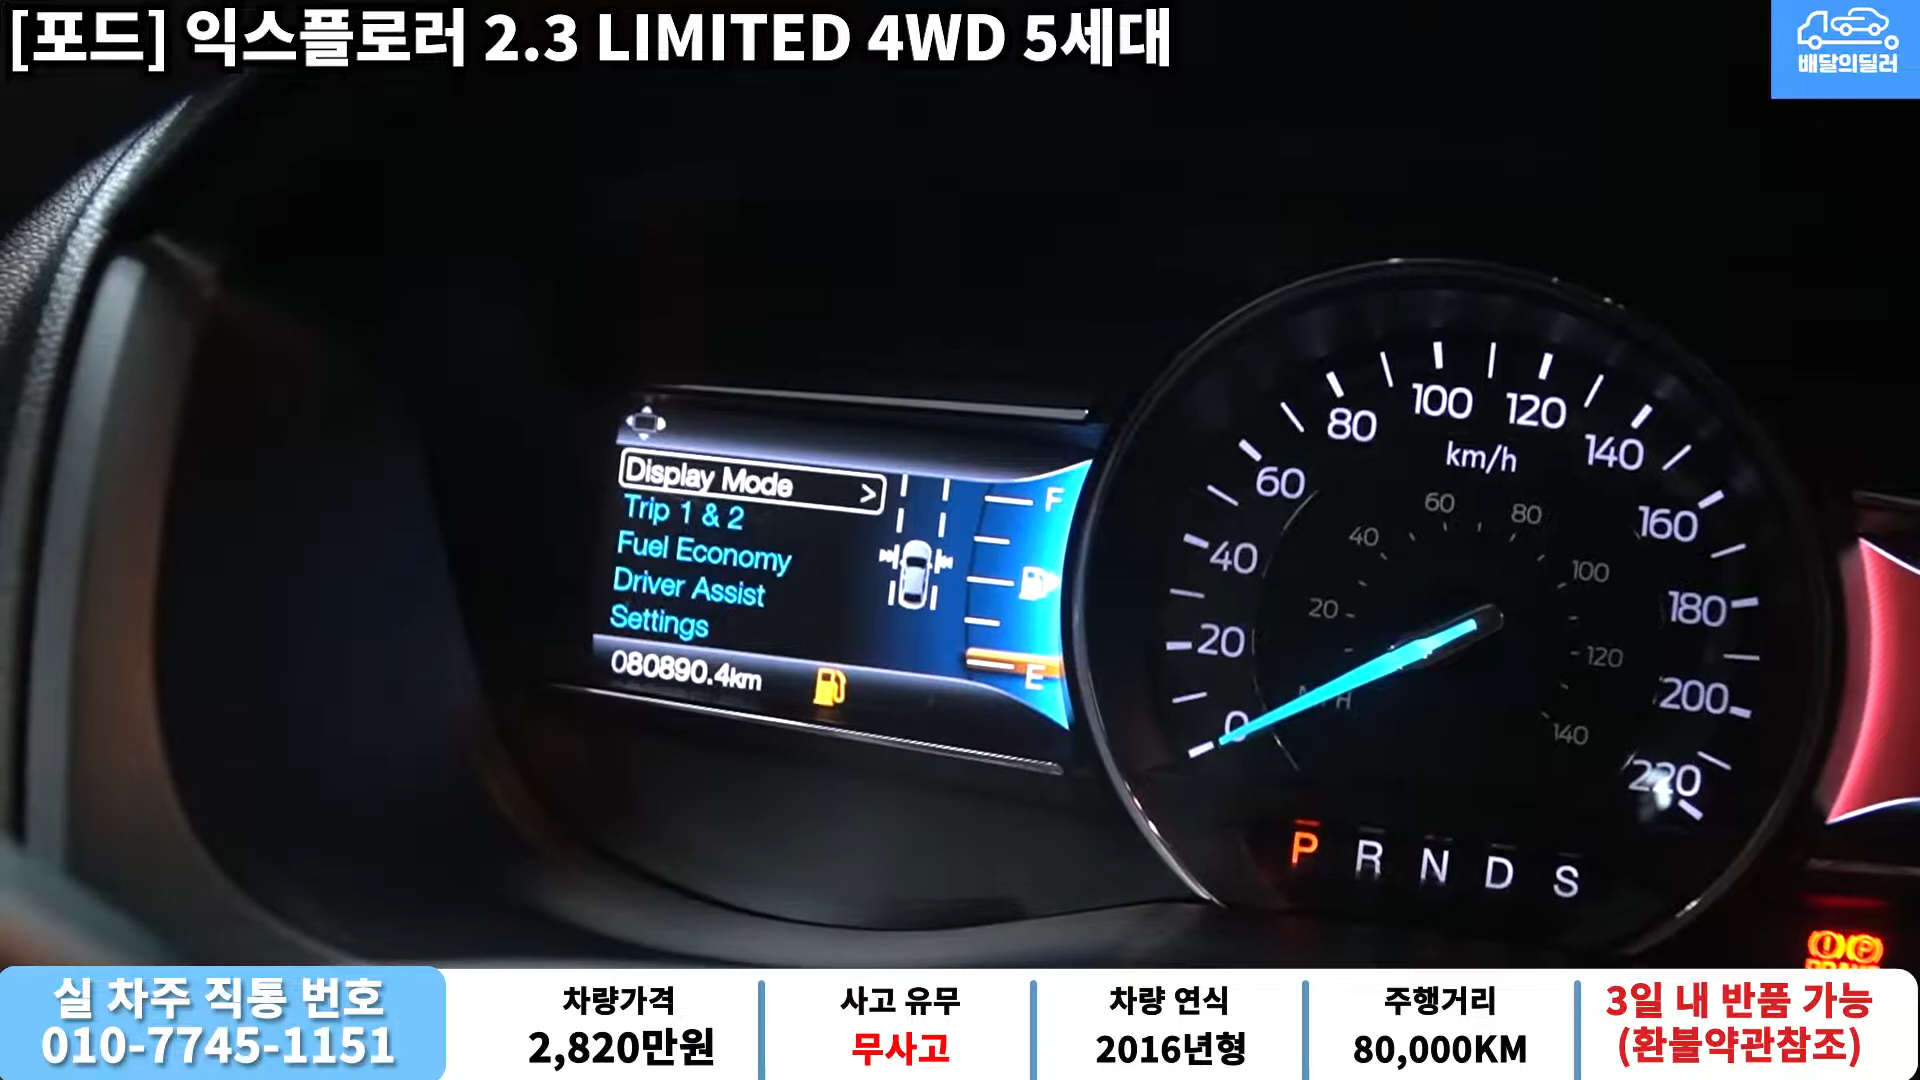 [포드] 익스플로러 2.3 LIMITED 4WD 5세대
배달의딜러
Display Mode >
Trip 1 & 2
Fuel Economy
Driver Assist
Settings
080890.4km
F
E
0
20
40
60
80
100
120
140
160
180
200
220
km/h
20
40
60
80
100
120
140
P R N D S
실 차주 직통 번호
010-7745-1151
차량가격
2,820만원
사고 유무
무사고
차량 연식
2016년형
주행거리
80,000KM
3일 내 반품 가능
(환불약관참조)